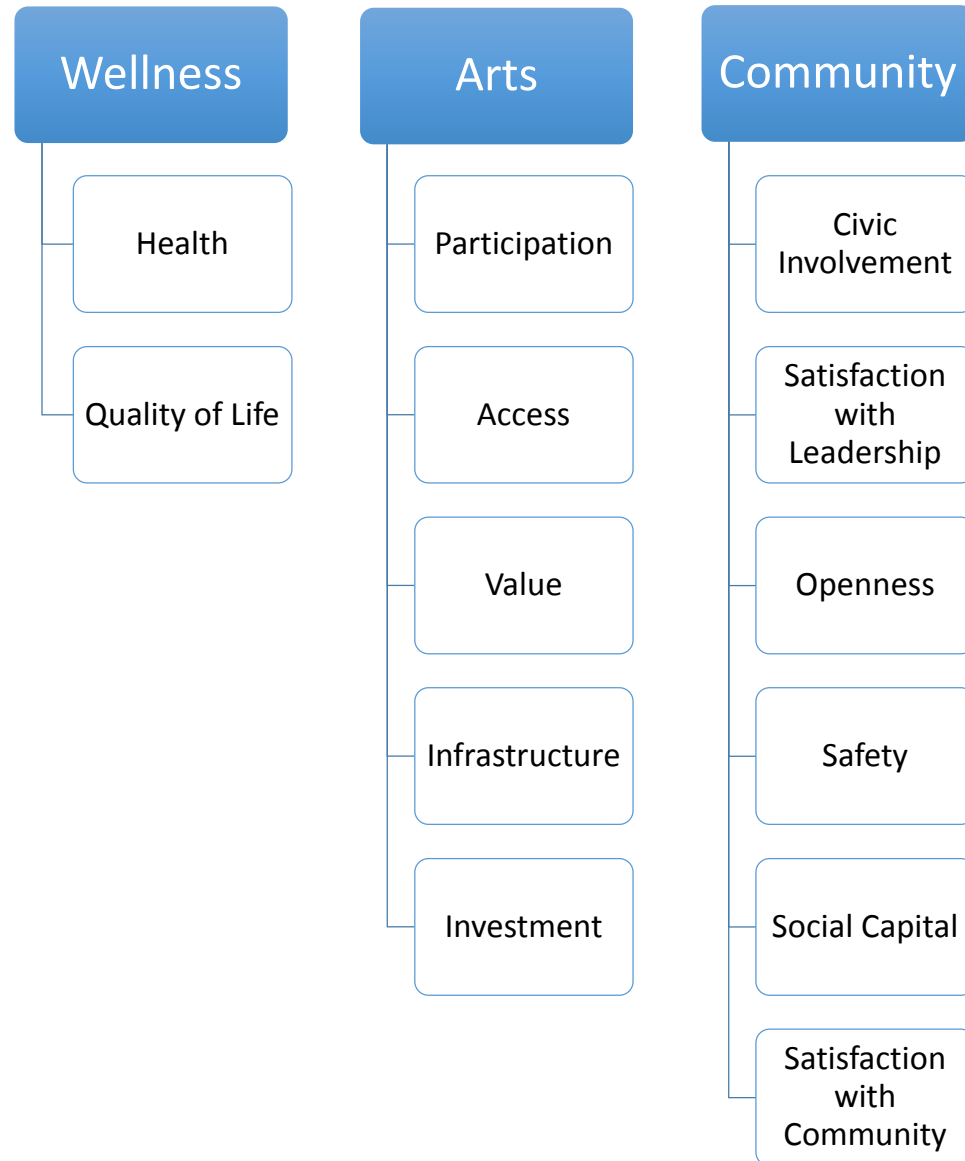 Wellness
Health
Quality of Life
Arts
Participation
Access
Value
Infrastructure
Investment
Community
Civic
Involvement
Satisfaction
with
Leadership
Openness
Safety
Social Capital
Satisfaction
with
Community